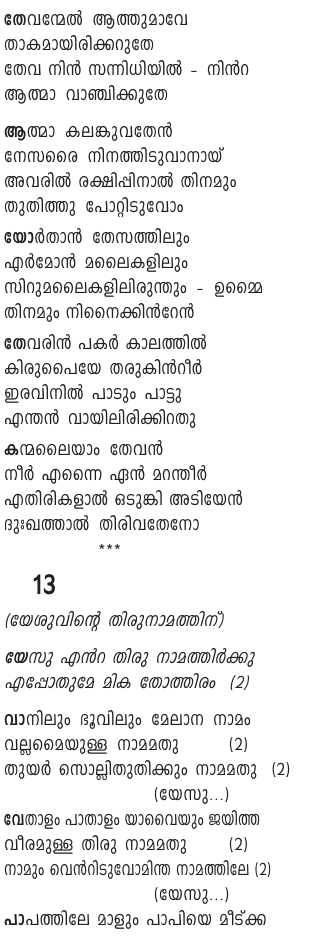 തേവന്മേൽ ആത്തുമാവേ
താകമായിരിക്കറുതേ
തേവ നിൻ സന്നിധിയിൽ - നിൻറ
ആത്മാ വാഞ്ചിക്കുതേ
ആത്മാ കലങ്കുവതേൻ
നേസരൈ നിനത്തിടുവാനായ്
അവരിൽ രക്ഷിപ്പിനാൽ തിനമും
തുതിത്തു പോറ്റിടുവോം
യോർതാൻ തേസത്തിലും
എർമോൻ മലൈകളിലും
സിറുമലൈകളിലിരുന്തും - ഉമ്മൈ
തിനമും നിനൈക്കിൻറേൻ
തേവരിൻ പകർ കാലത്തിൽ
കിരുപൈയേ തരുകിൻറീർ
ഇരവിനിൽ പാടും പാട്ടു
എന്തൻ വായിലിരിക്കിറതു
കന്മലൈയാം തേവൻ
നീർ എന്നൈ ഏൻ മറന്തീർ
എതിരികളാൽ ഒടുങ്കി അടിയേൻ
ദുഃഖത്താൽ തിരിവതേനോ
***
13
(യേശുവിന്റെ തിരുനാമത്തിന്)
യേസു എൻറ തിരു നാമത്തിർക്കു
എപ്പോതുമേ മിക തോത്തിരം (2)
വാനിലും ഭൂവിലും മേലാന നാമം
വല്ലമൈയുള്ള നാമമതു (2)
തുയർ സൊല്ലിതുതിക്കും നാമമതു (2)
(യേസു...)
വേതാളം പാതാളം യാവൈയും ജയിത്ത
വീരമുള്ള തിരു നാമമതു (2)
നാമും വെൻറിടുവോമിന്ത നാമത്തിലേ (2)
(യേസു...)
പാപത്തിലേ മാളും പാപിയെ മീട്ക്ക